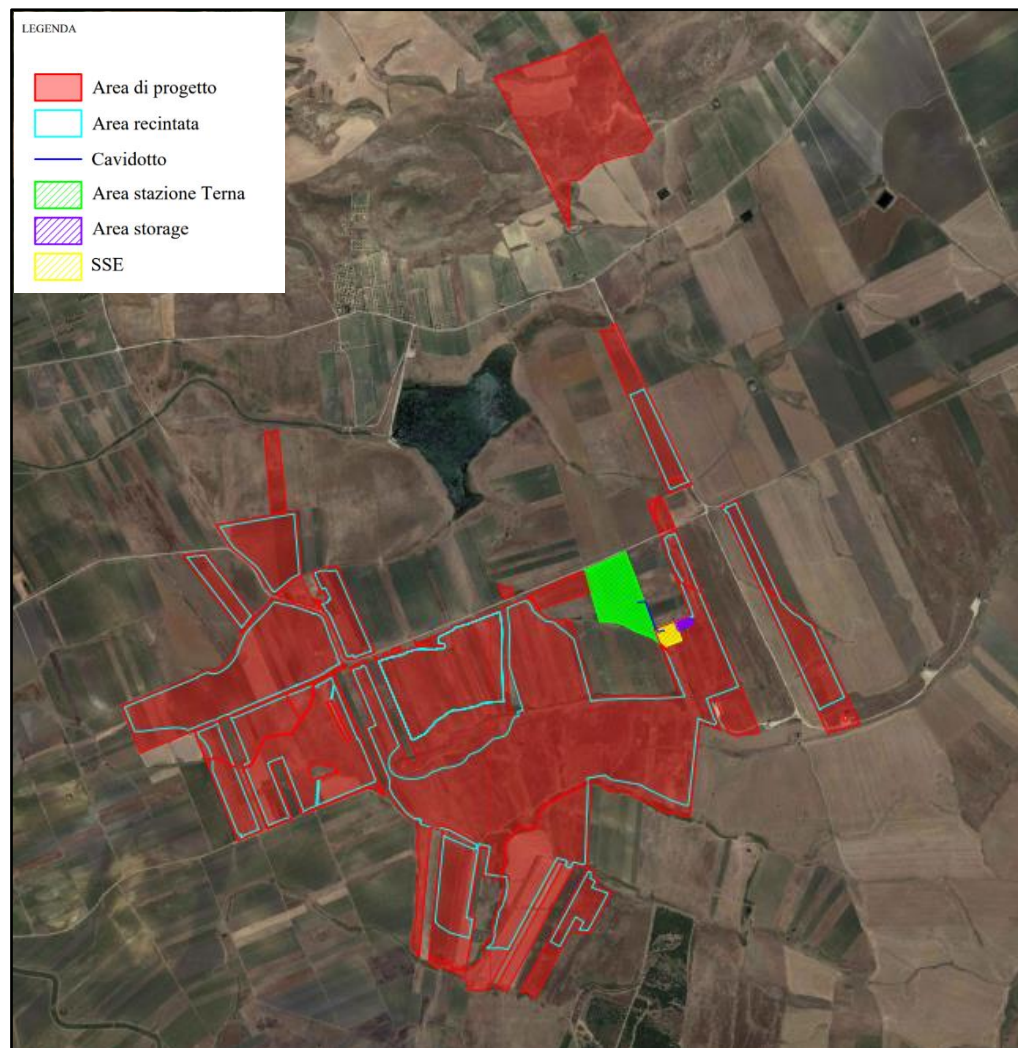 LEGENDA
Area di progetto
Area recintata
Cavidotto
Area stazione Terna
Area storage
SSE